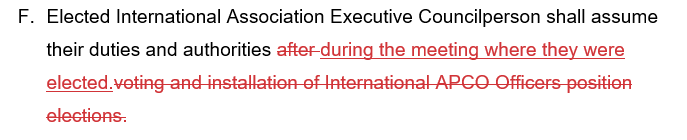 F. Elected International Association Executive Councilperson shall assume
their duties and authorities after during the meeting where they were
elected.voting and installation of International APCO Officers position
elections.